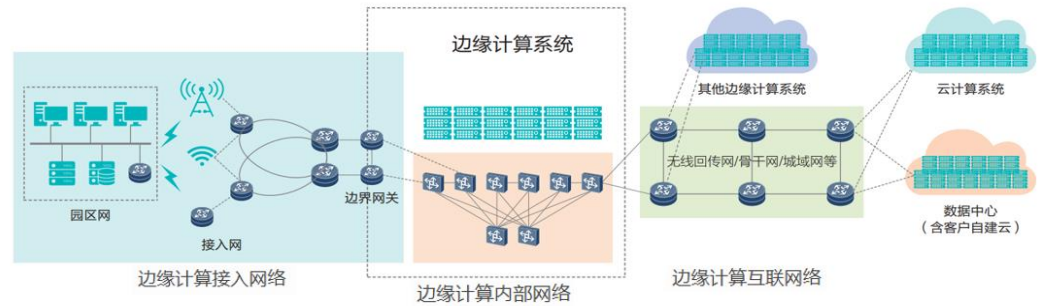 边缘计算系统
其他边缘计算系统
云计算系统
无线回传网/骨干网/城域网等
园区网
接入网
边界网关
数据中心
（含客户自建云）
边缘计算接入网络
边缘计算内部网络
边缘计算互联网络